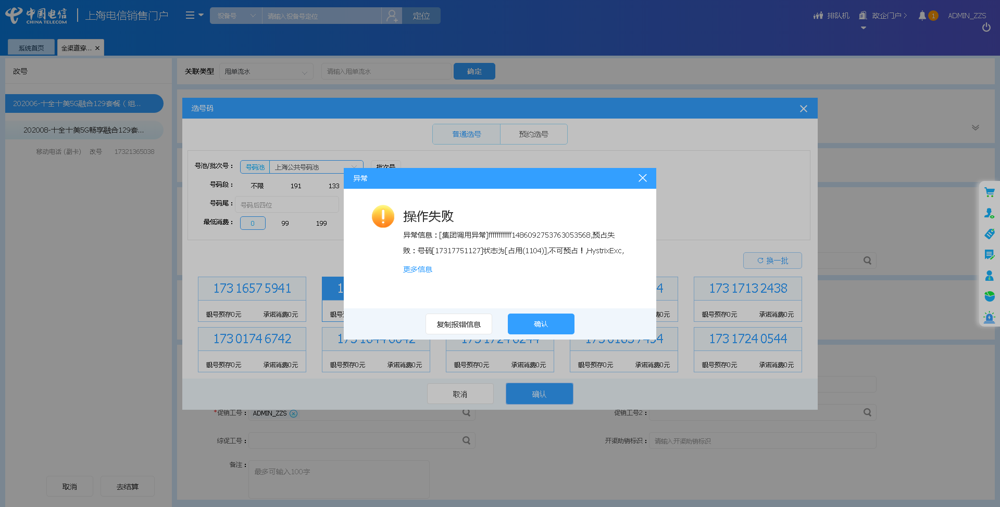 中国电信
CHINA TELECOM
上海电信销售门户
设备号
请输入设备号定位
定位
排队机
政企门户
1
ADMIN_ZZS
系统首页
全渠道穿...
改号
关联类型
甩单流水
请输入甩单流水
确定
202006-十全十美5G融合129套餐（组...
202008-十全十美5G畅享融合129套...
移动电话 (副卡) 改号 17321365038
选号码
普通选号
预约选号
号池/批次号：
号码池
上海公共号码池
批次号
号码段：
不限
191
133
号码尾：
号码后四位
最低消费：
0
99
199
异常
操作失败
异常信息：[集团调用异常]fffffffffff1486092753763053568,预占失
败：号码[17317751127]状态为[占用(1104)],不可预占！,HystrixExc,
更多信息
复制报错信息
确认
换一批
173 1657 5941
1
4
173 1713 2438
靓号预存0元
承诺消费0元
靓号预存0元
承诺消费0元
173 0174 6742
173 1724 0544
靓号预存0元
承诺消费0元
靓号预存0元
承诺消费0元
靓号预存0元
承诺消费0元
靓号预存0元
承诺消费0元
靓号预存0元
承诺消费0元
取消
确认
*促销工号：
ADMIN_ZZS
促销工号2：
综促工号：
开渠助销标识：
请输入开渠助销标识
备注：
最多可输入100字
取消
去结算